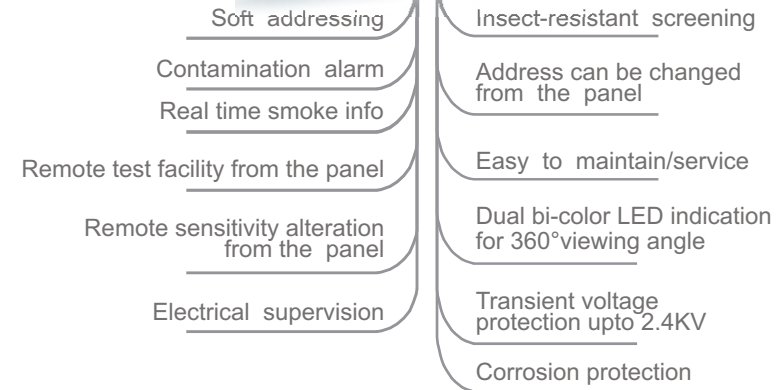 Soft addressing
Contamination alarm
Real time smoke info
Remote test facility from the panel
Remote sensitivity alteration
from the panel
Electrical supervision
Insect-resistant screening
Address can be changed
from the panel
Easy to maintain/service
Dual bi-color LED indication
for 360°viewing angle
Transient voltage
protection upto 2.4KV
Corrosion protection